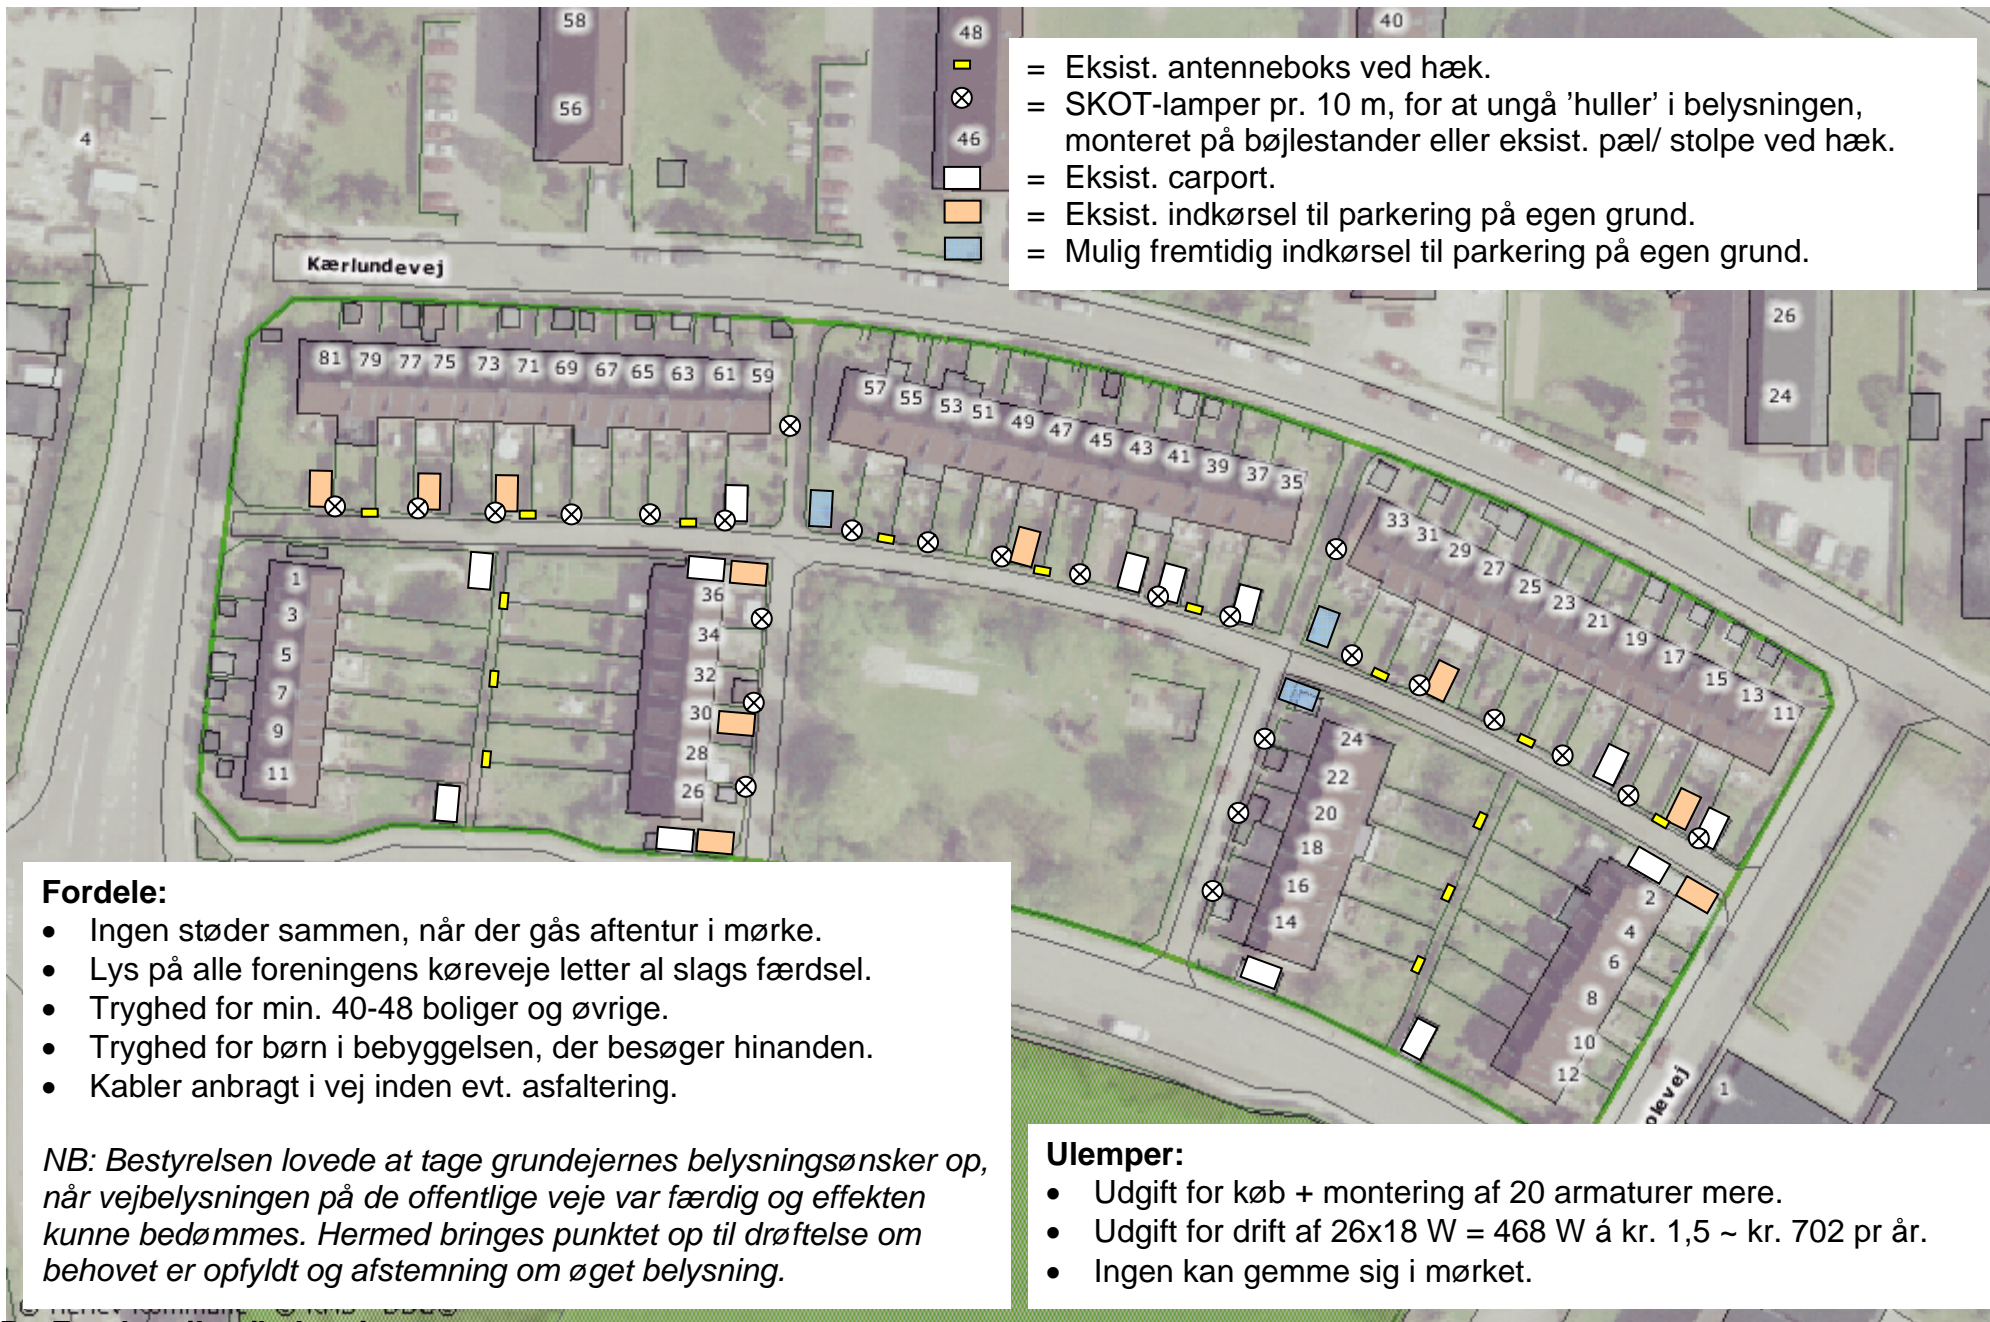 58
48
40
= Eksist. antenneboks ved hæk.
= SKOT-lamper pr. 10 m, for at ungå 'huller' i belysningen,
monteret på bøjlestander eller eksist. pæl/ stolpe ved hæk.
= Eksist. carport.
= Eksist. indkørsel til parkering på egen grund.
= Mulig fremtidig indkørsel til parkering på egen grund.
56
4
46
Kærlundevej
26
24
81 79 77 75 73 71 69 67 65 63 61 59
57 55 53 51 49 47 45 43 41 39 37 35
33 31 29 27 25 23 21 19 17 15 13 11
1
3
5
7
9
11
36
34
32
30
28
26
24
22
20
18
16
14
2
4
6
8
10
12
1
Fordele:
• Ingen støder sammen, når der gås aftentur i mørke.
• Lys på alle foreningens køreveje letter al slags færdsel.
• Tryghed for min. 40-48 boliger og øvrige.
• Tryghed for børn i bebyggelsen, der besøger hinanden.
• Kabler anbragt i vej inden evt. asfaltering.
NB: Bestyrelsen lovede at tage grundejernes belysningsønsker op,
når vejbelysningen på de offentlige veje var færdig og effekten
kunne bedømmes. Hermed bringes punktet op til drøftelse om
behovet er opfyldt og afstemning om øget belysning.
Ulemper:
• Udgift for køb + montering af 20 armaturer mere.
• Udgift for drift af 26x18 W = 468 W á kr. 1,5 ~ kr. 702 pr år.
• Ingen kan gemme sig i mørket.